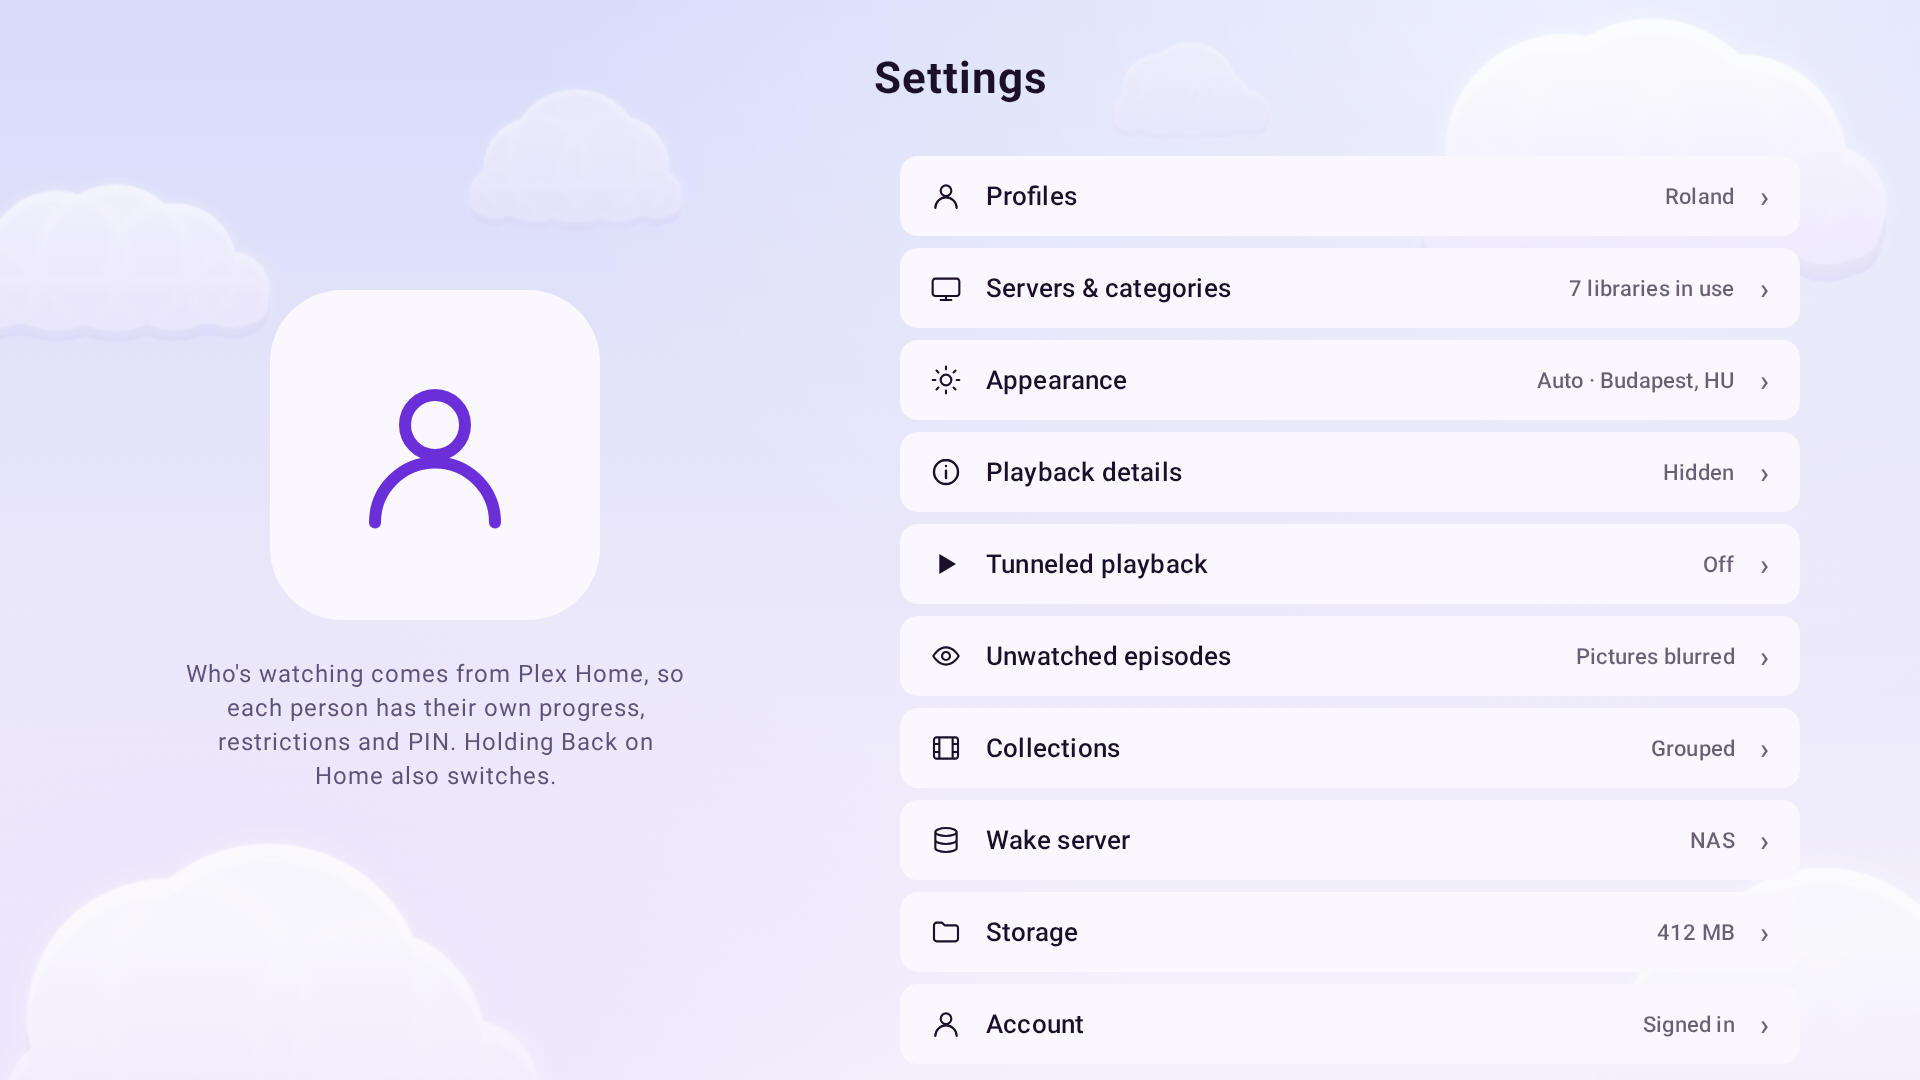 Settings
Profiles
Roland
Servers & categories
7 libraries in use
Appearance
Auto · Budapest, HU
Playback details
Hidden
Tunneled playback
Off
Unwatched episodes
Pictures blurred
Collections
Grouped
Wake server
NAS
Storage
412 MB
Account
Signed in
Who's watching comes from Plex Home, so
each person has their own progress,
restrictions and PIN. Holding Back on
Home also switches.